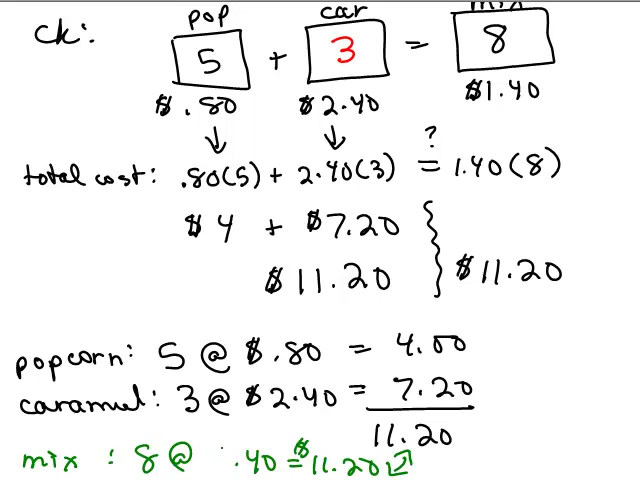 pop car mix
ck: 5 + 3 = 8
$.80 $2.40 $1.40
?
total cost: .80(5) + 2.40(3) = 1.40(8)
$4 + $7.20
$11.20 $11.20
popcorn: 5 @ $.80 = 4.00
caramul: 3 @ $2.40 = 7.20
11.20
mix : 8 @ .40 = $11.20